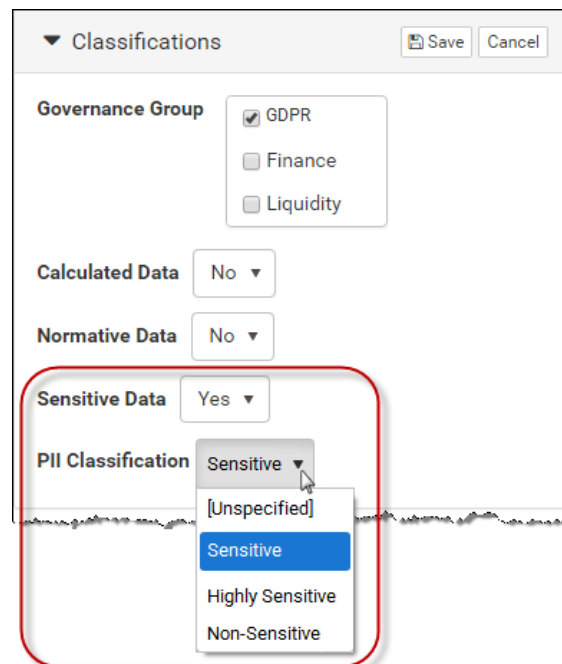 Classifications Save Cancel
Governance Group GDPR
Finance
Liquidity
Calculated Data No
Normative Data No
Sensitive Data Yes
PII Classification Sensitive
[Unspecified]
Sensitive
Highly Sensitive
Non-Sensitive